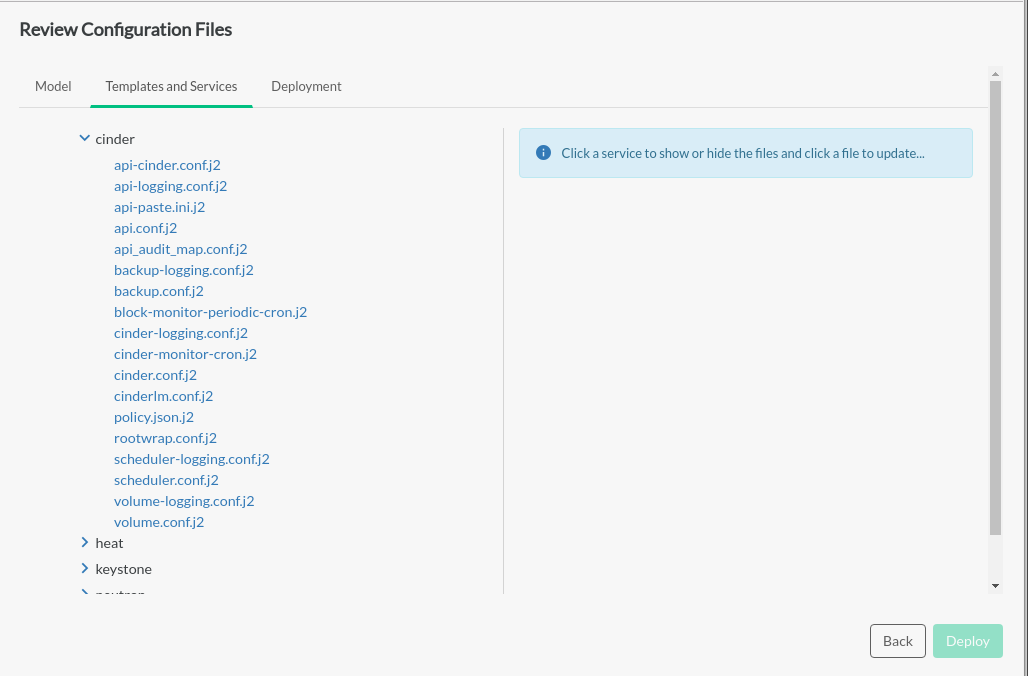 Review Configuration Files
Model Templates and Services Deployment
cinder
api-cinder.conf.j2
api-logging.conf.j2
api-paste.ini.j2
api.conf.j2
api_audit_map.conf.j2
backup-logging.conf.j2
backup.conf.j2
block-monitor-periodic-cron.j2
cinder-logging.conf.j2
cinder-monitor-cron.j2
cinder.conf.j2
cinderlm.conf.j2
policy.json.j2
rootwrap.conf.j2
scheduler-logging.conf.j2
scheduler.conf.j2
volume-logging.conf.j2
volume.conf.j2
heat
keystone
Click a service to show or hide the files and click a file to update...
Back Deploy